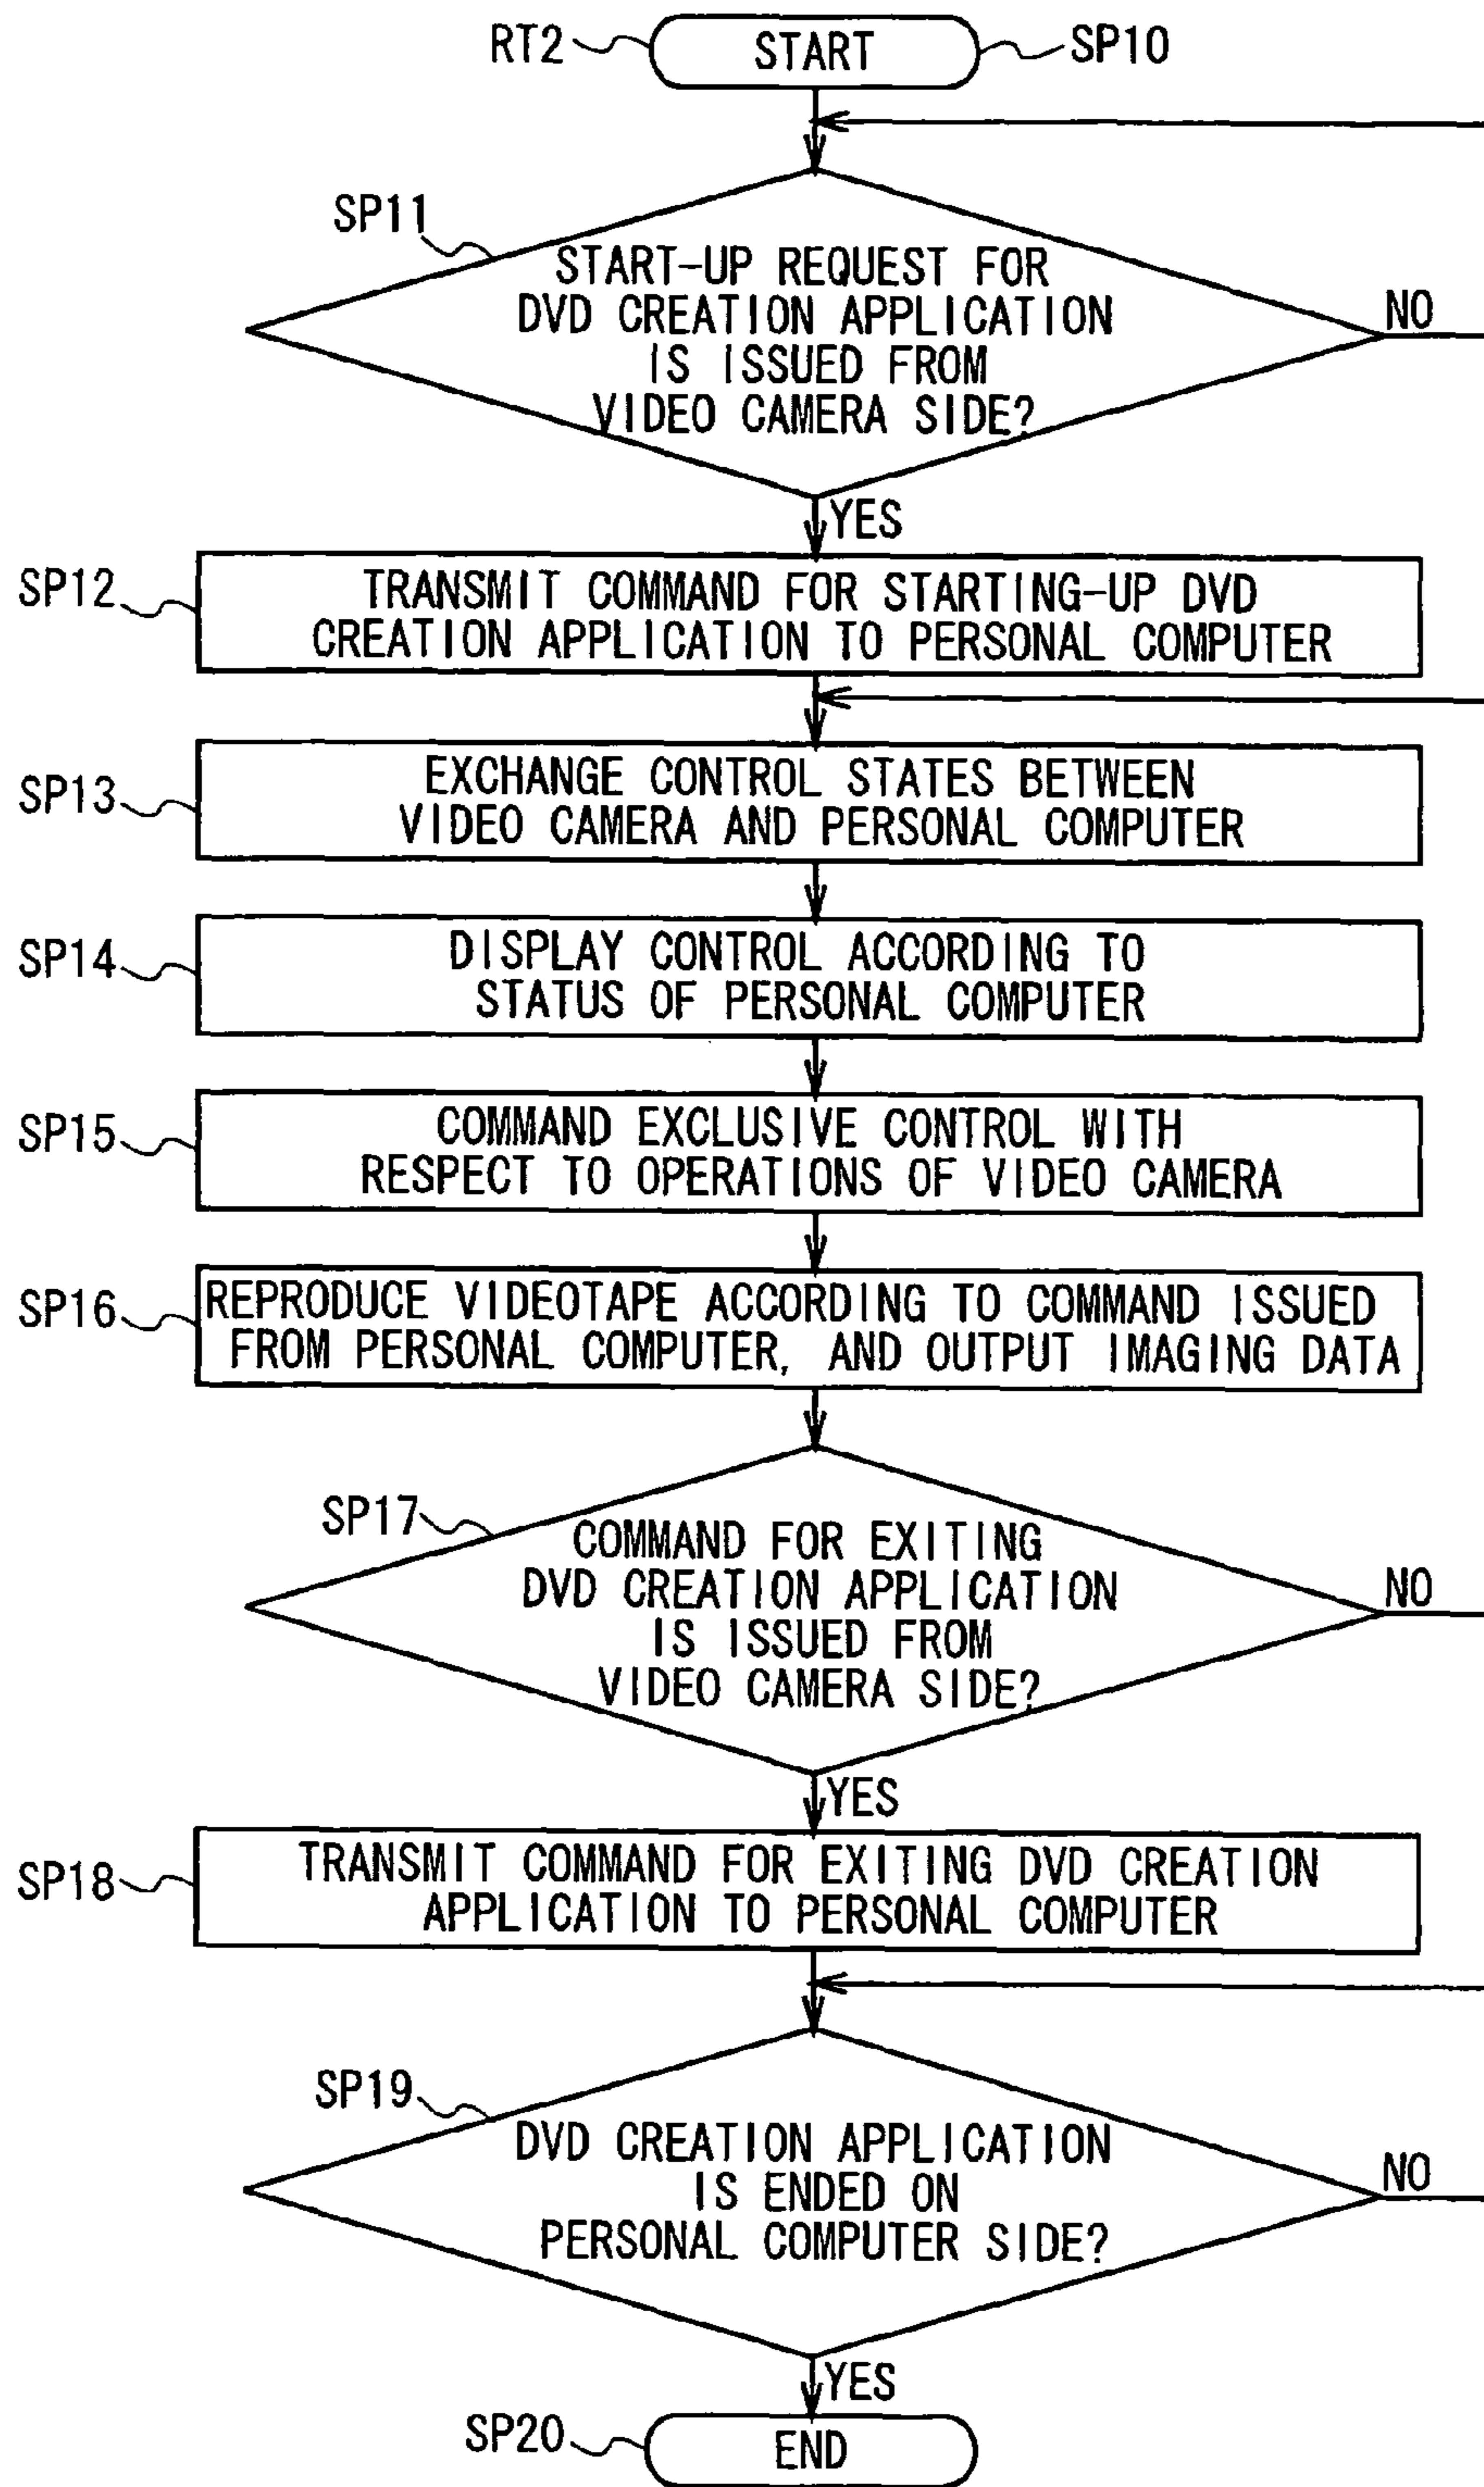 RT2 START SP10
SP11
START-UP REQUEST FOR
DVD CREATION APPLICATION
IS ISSUED FROM
VIDEO CAMERA SIDE?
NO
YES
SP12
TRANSMIT COMMAND FOR STARTING-UP DVD
CREATION APPLICATION TO PERSONAL COMPUTER
SP13
EXCHANGE CONTROL STATES BETWEEN
VIDEO CAMERA AND PERSONAL COMPUTER
SP14
DISPLAY CONTROL ACCORDING TO
STATUS OF PERSONAL COMPUTER
SP15
COMMAND EXCLUSIVE CONTROL WITH
RESPECT TO OPERATIONS OF VIDEO CAMERA
SP16
REPRODUCE VIDEOTAPE ACCORDING TO COMMAND ISSUED
FROM PERSONAL COMPUTER, AND OUTPUT IMAGING DATA
SP17
COMMAND FOR EXITING
DVD CREATION APPLICATION
IS ISSUED FROM
VIDEO CAMERA SIDE?
NO
YES
SP18
TRANSMIT COMMAND FOR EXITING DVD CREATION
APPLICATION TO PERSONAL COMPUTER
SP19
DVD CREATION APPLICATION
IS ENDED ON
PERSONAL COMPUTER SIDE?
NO
YES
SP20
END